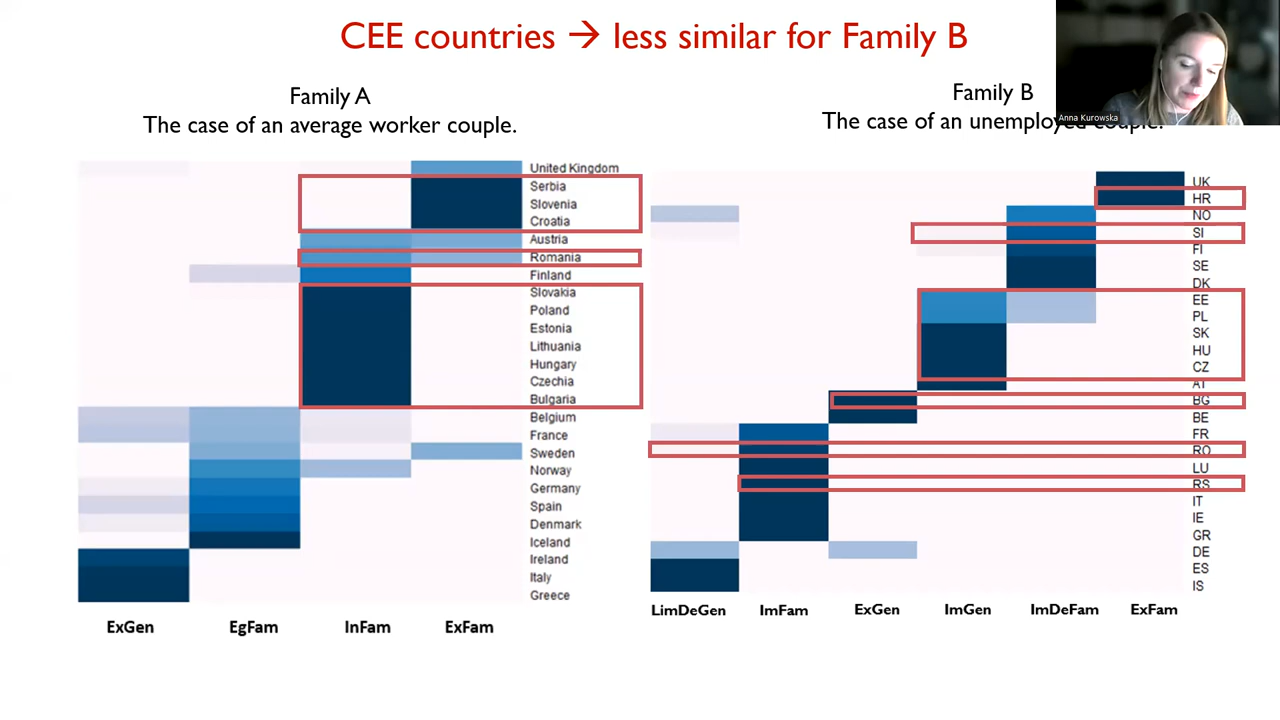 CEE countries → less similar for Family B
Family A
The case of an average worker couple.
Family B
The case of an unemployed couple.
Anna Kurowska
United Kingdom
Serbia
Slovenia
Croatia
Austria
Romania
Finland
Slovakia
Poland
Estonia
Lithuania
Hungary
Czechia
Bulgaria
Belgium
France
Sweden
Norway
Germany
Spain
Denmark
Iceland
Ireland
Italy
Greece
ExGen EgFam InFam ExFam
UK
HR
NO
SI
FI
SE
DK
EE
PL
SK
HU
CZ
AT
BG
BE
FR
RO
LU
RS
IT
IE
GR
DE
ES
IS
LimDeGen ImFam ExGen ImGen ImDeFam ExFam